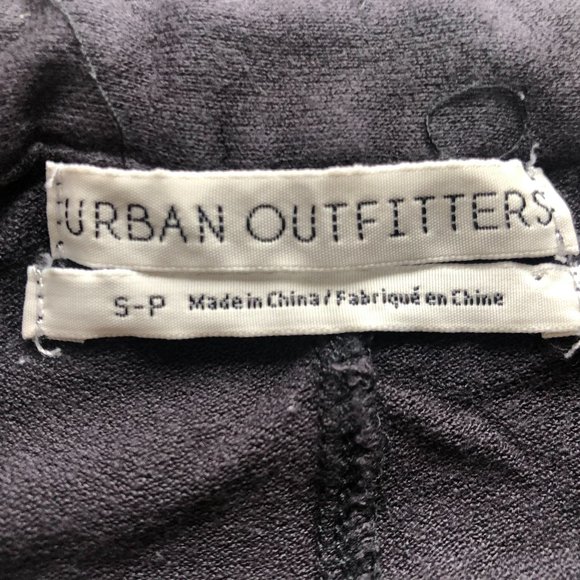 URBAN OUTFITTERS
S-P Made in China / Fabriqué en Chine